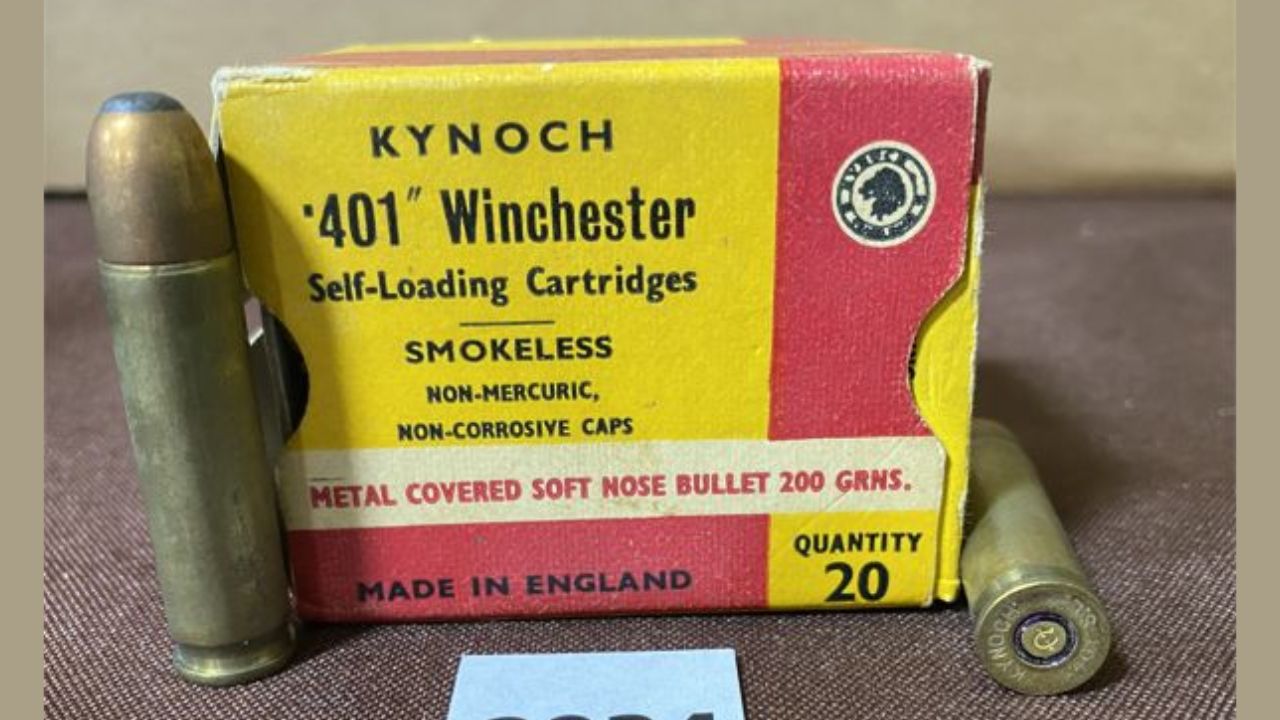 KYNOCH
·401″ Winchester
Self-Loading Cartridges
SMOKELESS
NON-MERCURIC,
NON-CORROSIVE CAPS
METAL COVERED SOFT NOSE BULLET 200 GRNS.
MADE IN ENGLAND
QUANTITY
20
KYNOCH